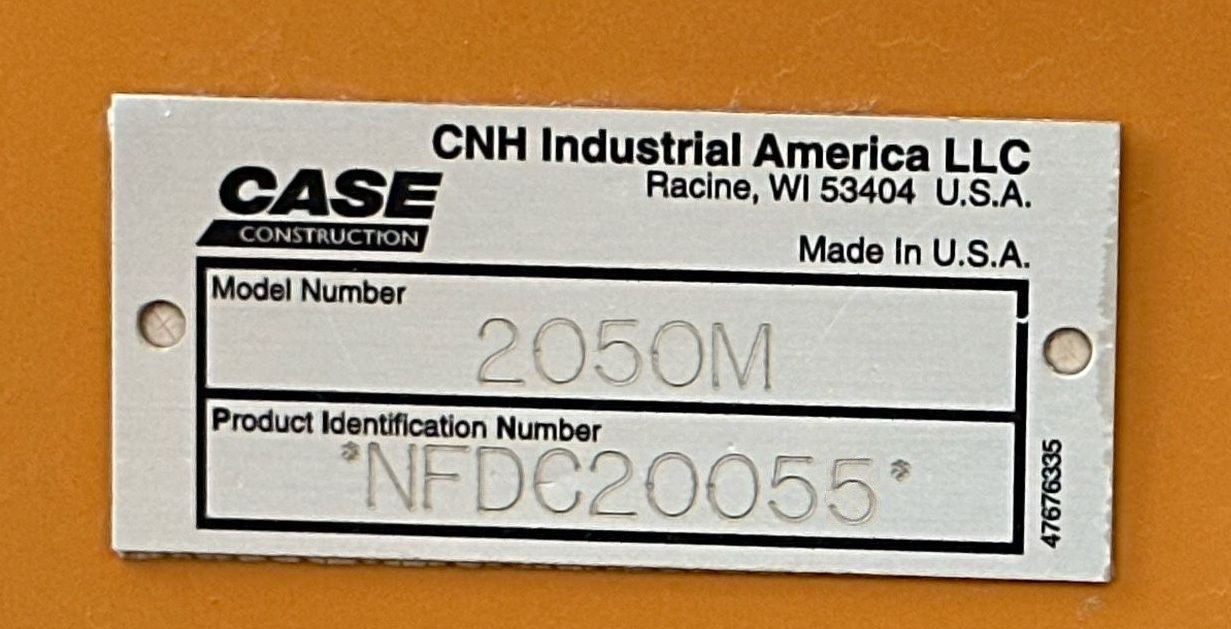 CNH Industrial America LLC
Racine, WI 53404 U.S.A.
CASE
CONSTRUCTION
Made In U.S.A.
Model Number
2050M
Product Identification Number
*NFDC20055*
47676335